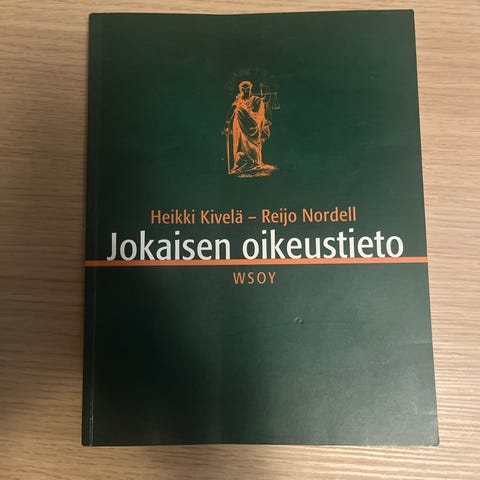 Heikki Kivelä – Reijo Nordell
Jokaisen oikeustieto
WSOY